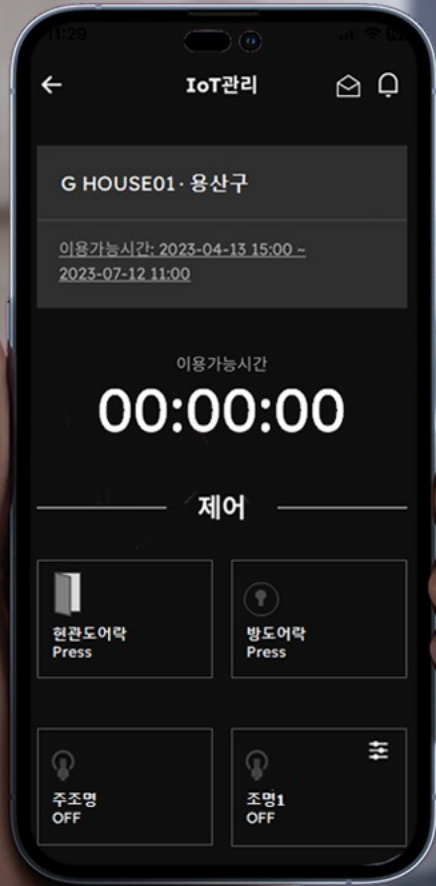 11:29
IoT관리
G HOUSE01 · 용산구
이용가능시간: 2023-04-13 15:00 ~
2023-07-12 11:00
이용가능시간
00:00:00
제어
현관도어락
Press
방도어락
Press
주조명
OFF
조명1
OFF